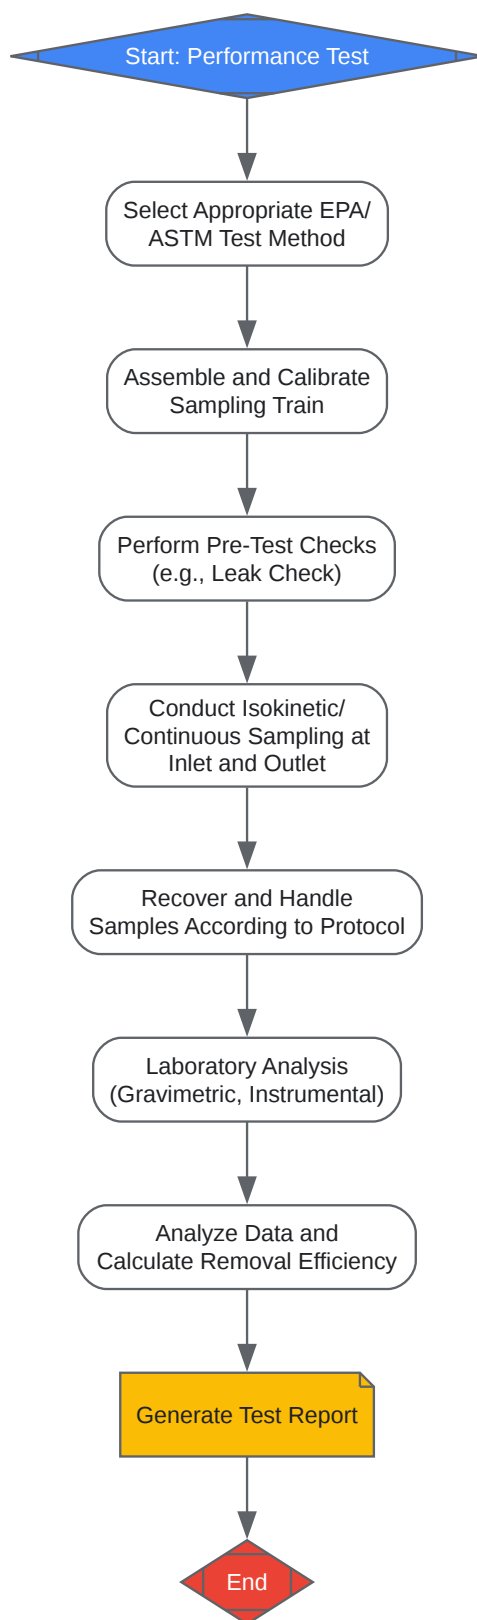 Start: Performance Test
Select Appropriate EPA/
ASTM Test Method
Assemble and Calibrate
Sampling Train
Perform Pre-Test Checks
(e.g., Leak Check)
Conduct Isokinetic/
Continuous Sampling at
Inlet and Outlet
Recover and Handle
Samples According to Protocol
Laboratory Analysis
(Gravimetric, Instrumental)
Analyze Data and
Calculate Removal Efficiency
Generate Test Report
End